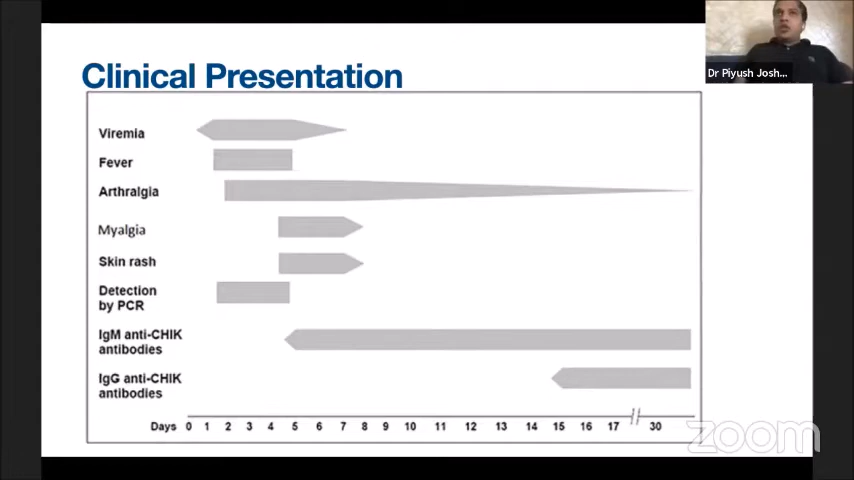 Dr Piyush Josh...
Clinical Presentation
Viremia
Fever
Arthralgia
Myalgia
Skin rash
Detection
by PCR
IgM anti-CHIK
antibodies
IgG anti-CHIK
antibodies
Days 0 1 2 3 4 5 6 7 8 9 10 11 12 13 14 15 16 17 30
zoom